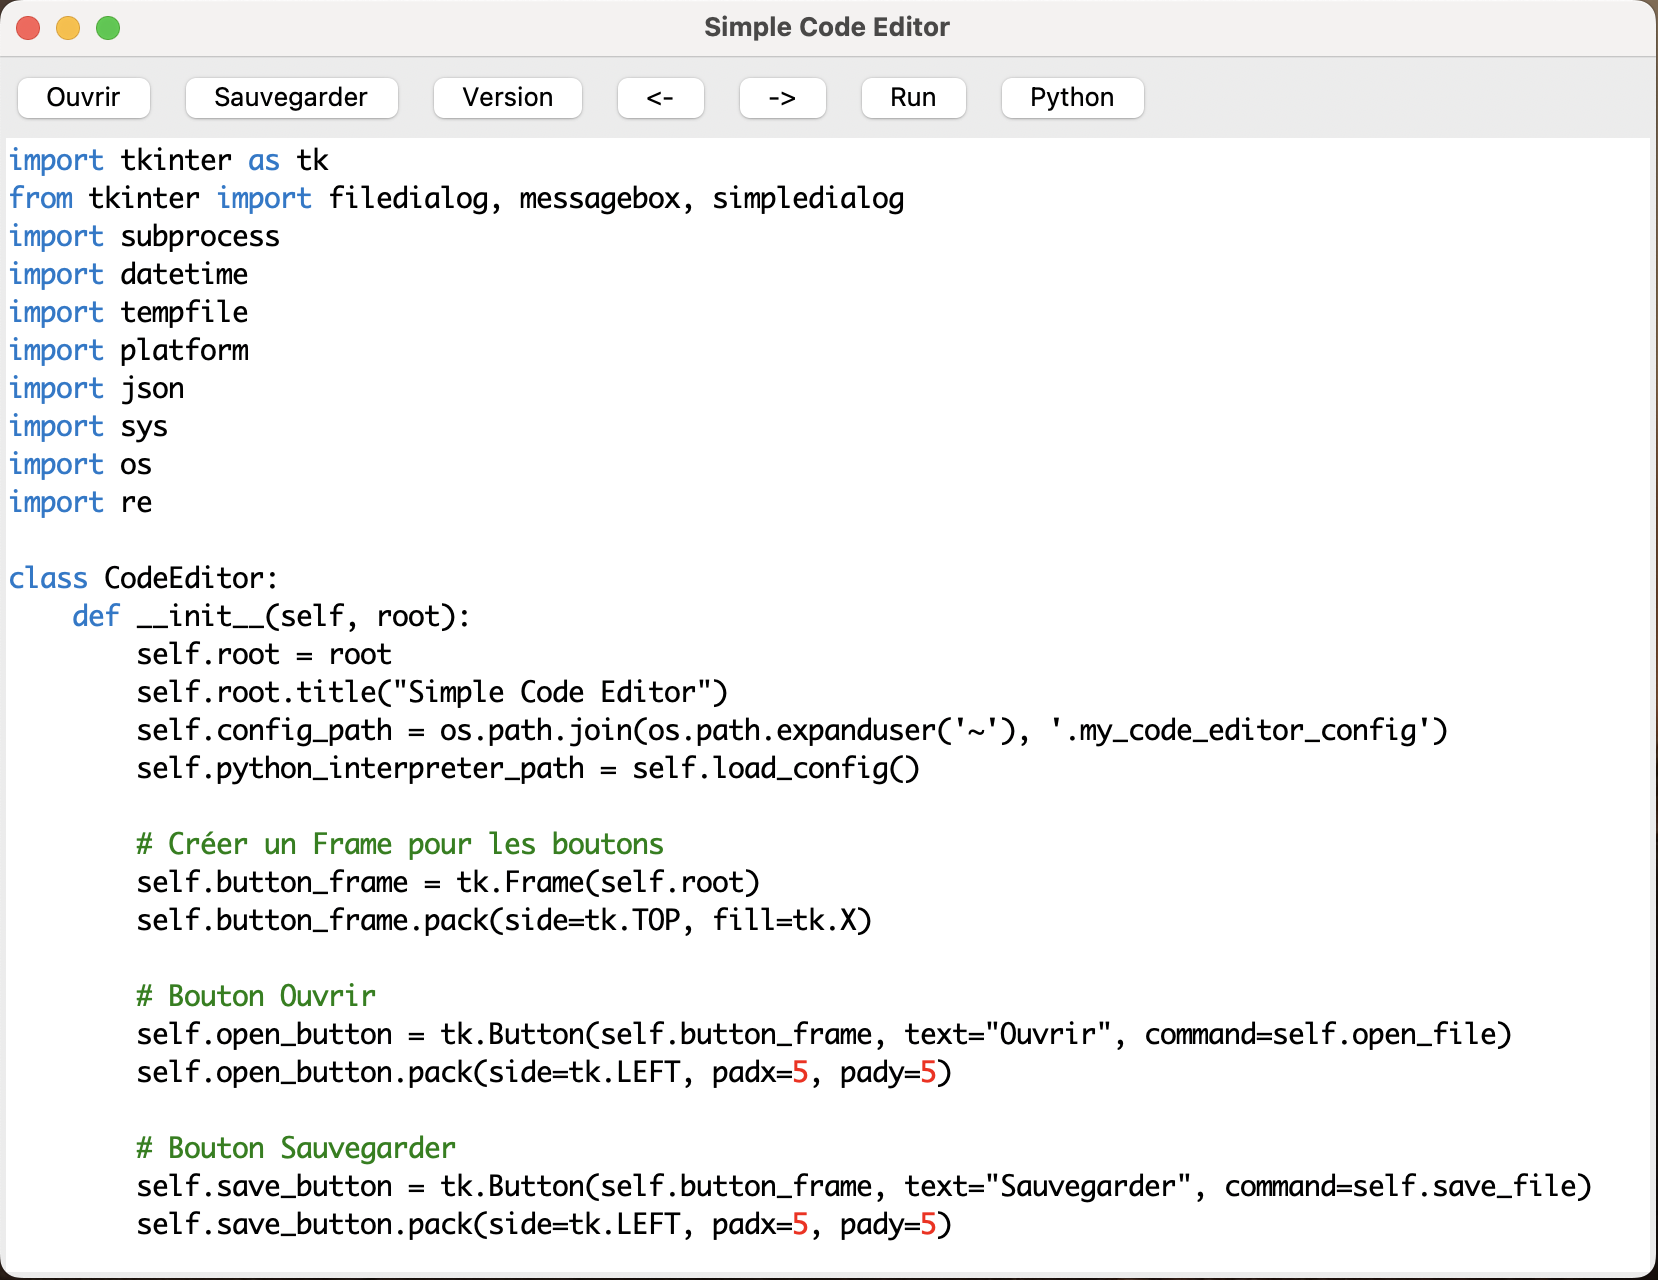 Simple Code Editor
Ouvrir Sauvegarder Version <- -> Run Python
import tkinter as tk
from tkinter import filedialog, messagebox, simpledialog
import subprocess
import datetime
import tempfile
import platform
import json
import sys
import os
import re

class CodeEditor:
    def __init__(self, root):
        self.root = root
        self.root.title("Simple Code Editor")
        self.config_path = os.path.join(os.path.expanduser('~'), '.my_code_editor_config')
        self.python_interpreter_path = self.load_config()

        # Créer un Frame pour les boutons
        self.button_frame = tk.Frame(self.root)
        self.button_frame.pack(side=tk.TOP, fill=tk.X)

        # Bouton Ouvrir
        self.open_button = tk.Button(self.button_frame, text="Ouvrir", command=self.open_file)
        self.open_button.pack(side=tk.LEFT, padx=5, pady=5)

        # Bouton Sauvegarder
        self.save_button = tk.Button(self.button_frame, text="Sauvegarder", command=self.save_file)
        self.save_button.pack(side=tk.LEFT, padx=5, pady=5)